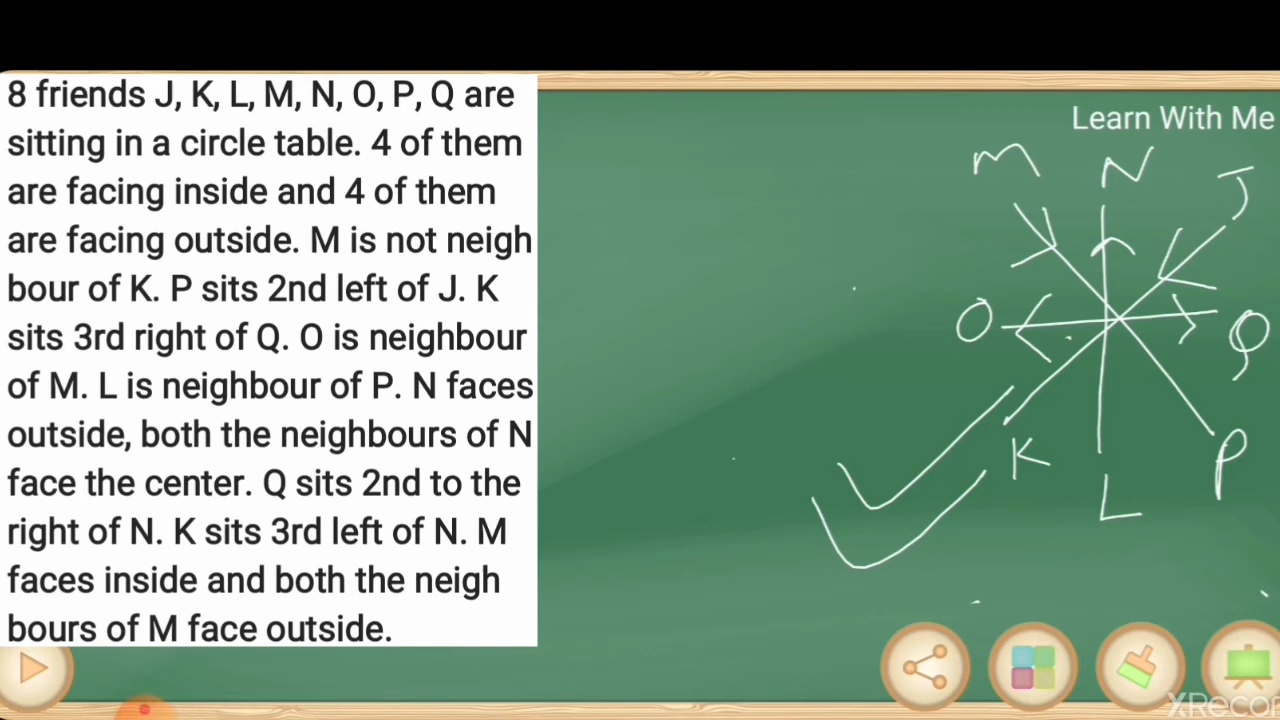 8 friends J, K, L, M, N, O, P, Q are
sitting in a circle table. 4 of them
are facing inside and 4 of them
are facing outside. M is not neigh
bour of K. P sits 2nd left of J. K
sits 3rd right of Q. O is neighbour
of M. L is neighbour of P. N faces
outside, both the neighbours of N
face the center. Q sits 2nd to the
right of N. K sits 3rd left of N. M
faces inside and both the neigh
bours of M face outside.
Learn With Me
M N J
O Q
K P
L
XRecor